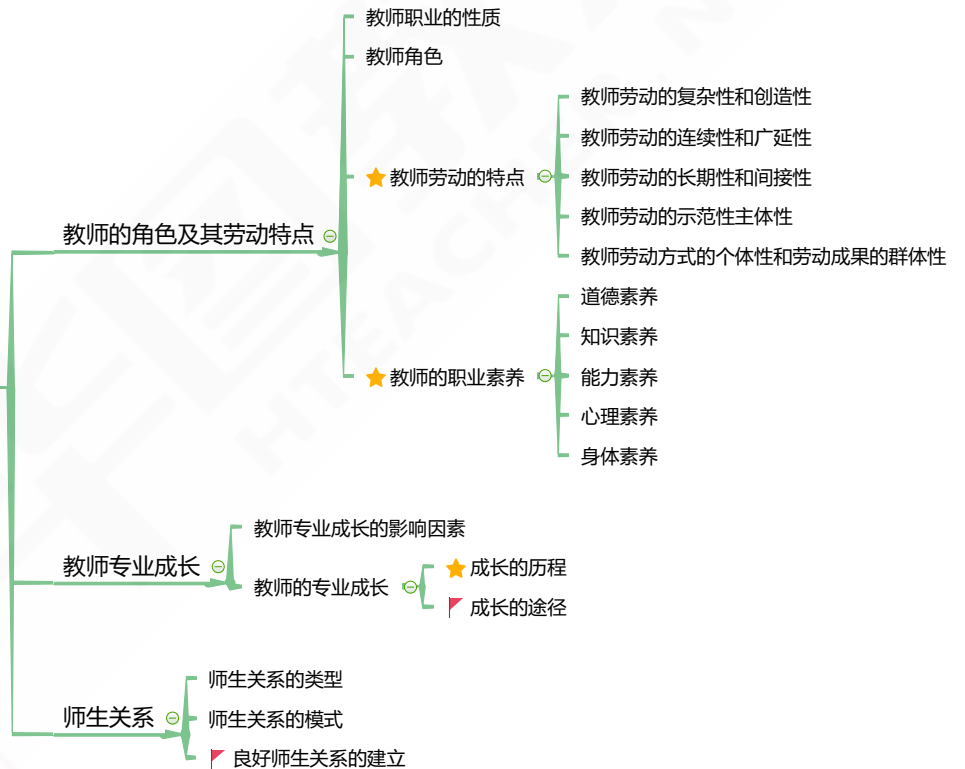 教师职业的性质
教师角色
教师劳动的复杂性和创造性
教师劳动的连续性和广延性
教师劳动的特点
教师劳动的长期性和间接性
教师劳动的示范性主体性
教师的角色及其劳动特点
教师劳动方式的个体性和劳动成果的群体性
道德素养
知识素养
教师的职业素养
能力素养
心理素养
身体素养
教师专业成长的影响因素
教师专业成长
成长的历程
教师的专业成长
成长的途径
师生关系的类型
师生关系
师生关系的模式
良好师生关系的建立
HTEACHER.N